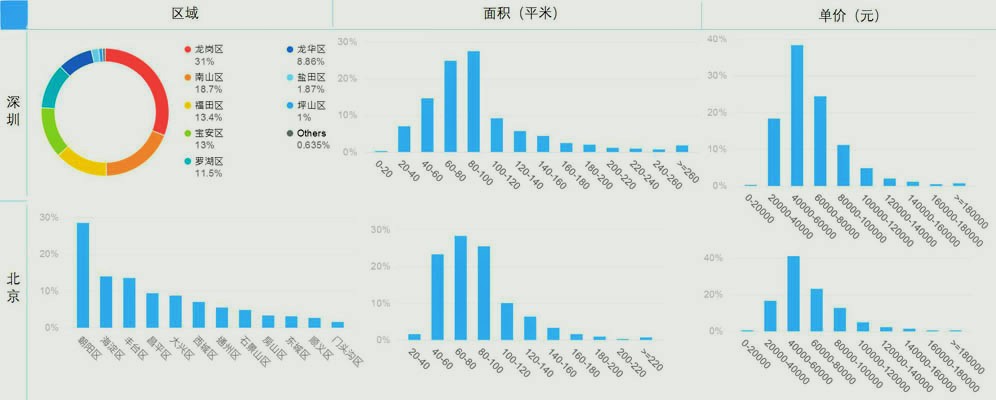 区域
面积（平米）
单价（元）
深圳
龙岗区
31%
南山区
18.7%
福田区
13.4%
宝安区
13%
罗湖区
11.5%
龙华区
8.86%
盐田区
1.87%
坪山区
1%
Others
0.635%
30%
20%
10%
0%
0-20
20-40
40-60
60-80
80-100
100-120
120-140
140-160
160-180
180-200
200-220
220-240
240-260
>=260
40%
30%
20%
10%
0%
0-20000
20000-40000
40000-60000
60000-80000
80000-100000
100000-120000
120000-140000
140000-160000
160000-180000
>=180000
北京
30%
20%
10%
0%
朝阳区
海淀区
丰台区
昌平区
大兴区
西城区
通州区
石景山区
房山区
东城区
顺义区
门头沟区
30%
20%
10%
0%
20-40
40-60
60-80
80-100
100-120
120-140
140-160
160-180
180-200
200-220
>=220
40%
20%
0%
0-20000
20000-40000
40000-60000
60000-80000
80000-100000
100000-120000
120000-140000
140000-160000
160000-180000
>=180000